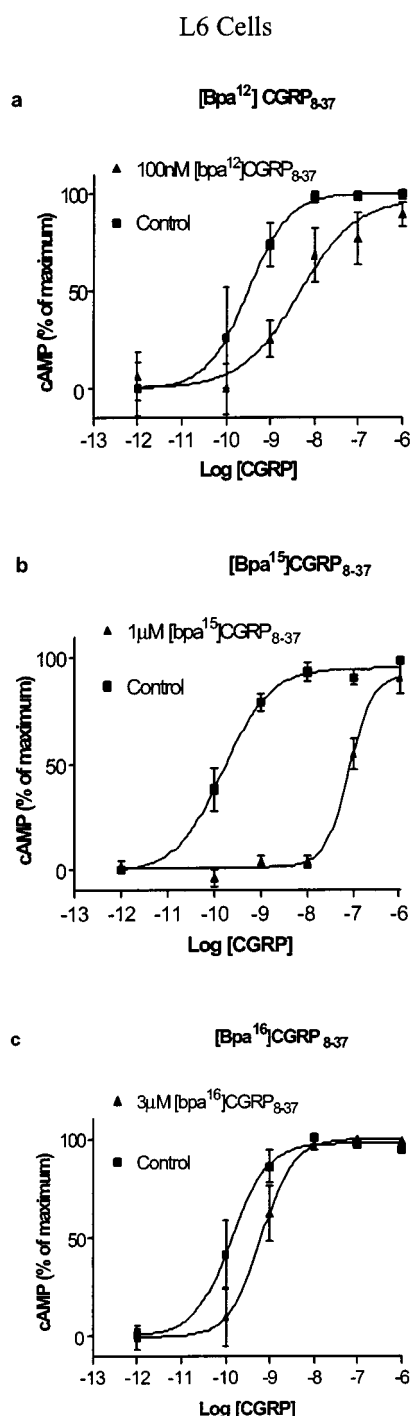 L6 Cells
a
[Bpa¹²] CGRP₈₋₃₇
▲ 100nM [bpa¹²]CGRP₈₋₃₇
■ Control
100
50
0
cAMP (% of maximum)
-13 -12 -11 -10 -9 -8 -7 -6
Log [CGRP]
b
[Bpa¹⁵]CGRP₈₋₃₇
▲ 1µM [bpa¹⁵]CGRP₈₋₃₇
■ Control
100
50
0
cAMP (% of maximum)
-13 -12 -11 -10 -9 -8 -7 -6
Log [CGRP]
c
[Bpa¹⁶]CGRP₈₋₃₇
▲ 3µM [bpa¹⁶]CGRP₈₋₃₇
■ Control
100
50
0
cAMP (% of maximum)
-13 -12 -11 -10 -9 -8 -7 -6
Log [CGRP]